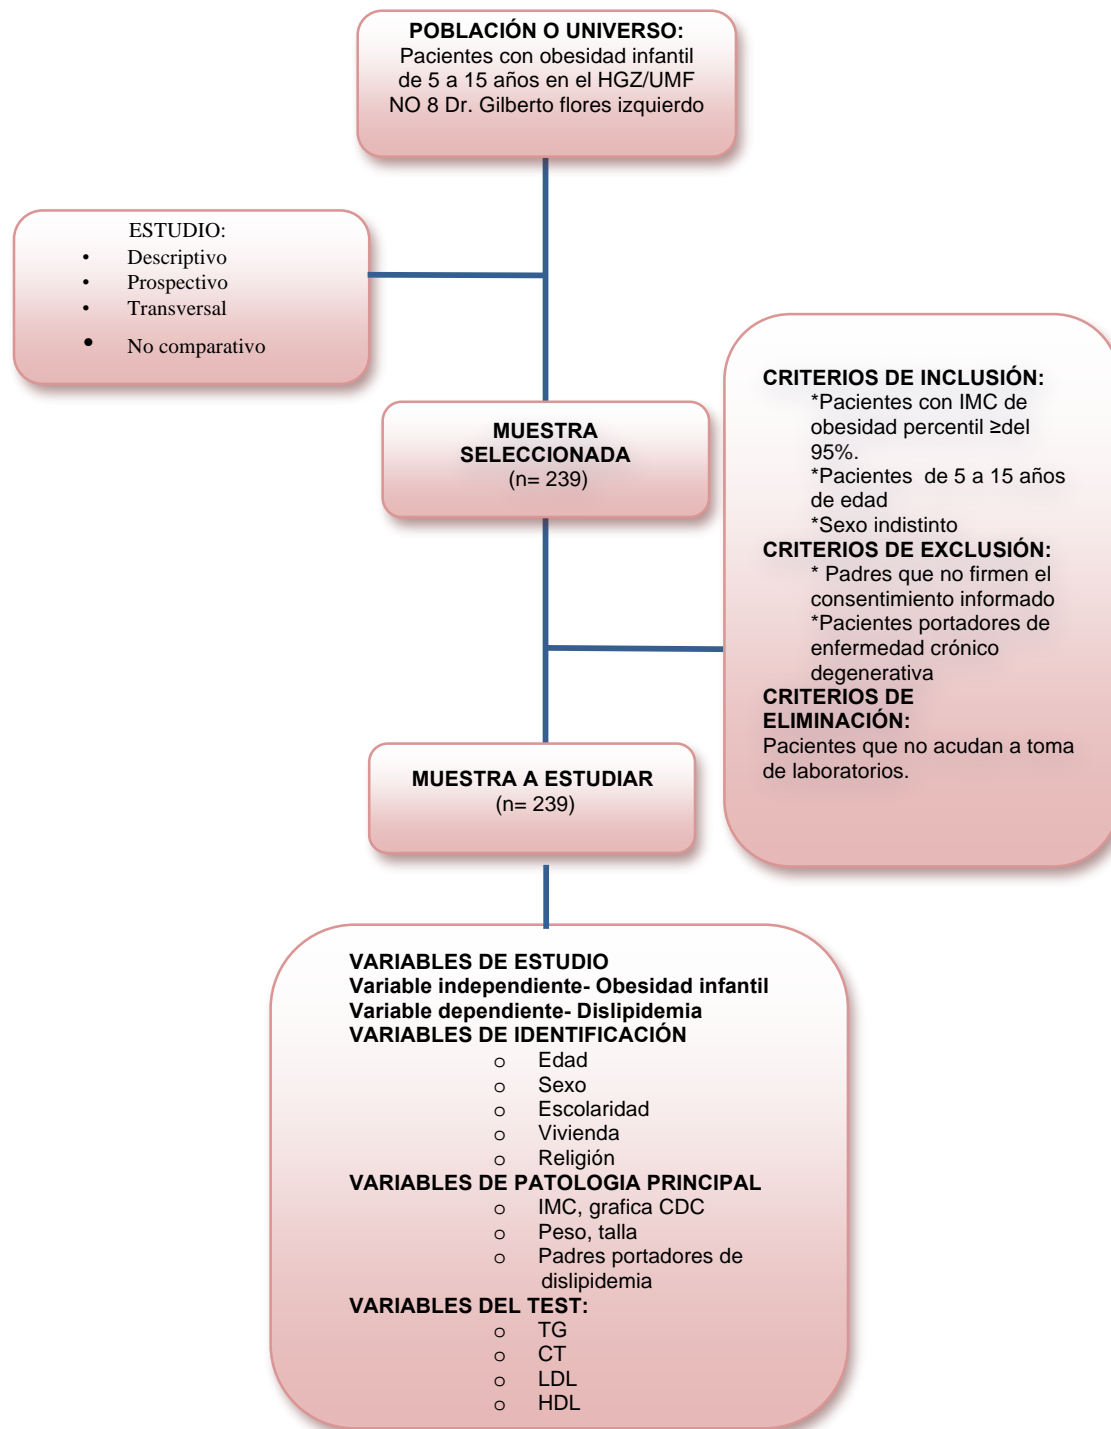 POBLACIÓN O UNIVERSO:
Pacientes con obesidad infantil
de 5 a 15 años en el HGZ/UMF
NO 8 Dr. Gilberto flores izquierdo
ESTUDIO:
• Descriptivo
• Prospectivo
• Transversal
• No comparativo
MUESTRA
SELECCIONADA
(n= 239)
CRITERIOS DE INCLUSIÓN:
*Pacientes con IMC de
obesidad percentil ≥del
95%.
*Pacientes de 5 a 15 años
de edad
*Sexo indistinto
CRITERIOS DE EXCLUSIÓN:
* Padres que no firmen el
consentimiento informado
*Pacientes portadores de
enfermedad crónico
degenerativa
CRITERIOS DE
ELIMINACIÓN:
Pacientes que no acudan a toma
de laboratorios.
MUESTRA A ESTUDIAR
(n= 239)
VARIABLES DE ESTUDIO
Variable independiente- Obesidad infantil
Variable dependiente- Dislipidemia
VARIABLES DE IDENTIFICACIÓN
o Edad
o Sexo
o Escolaridad
o Vivienda
o Religión
VARIABLES DE PATOLOGIA PRINCIPAL
o IMC, grafica CDC
o Peso, talla
o Padres portadores de
dislipidemia
VARIABLES DEL TEST:
o TG
o CT
o LDL
o HDL